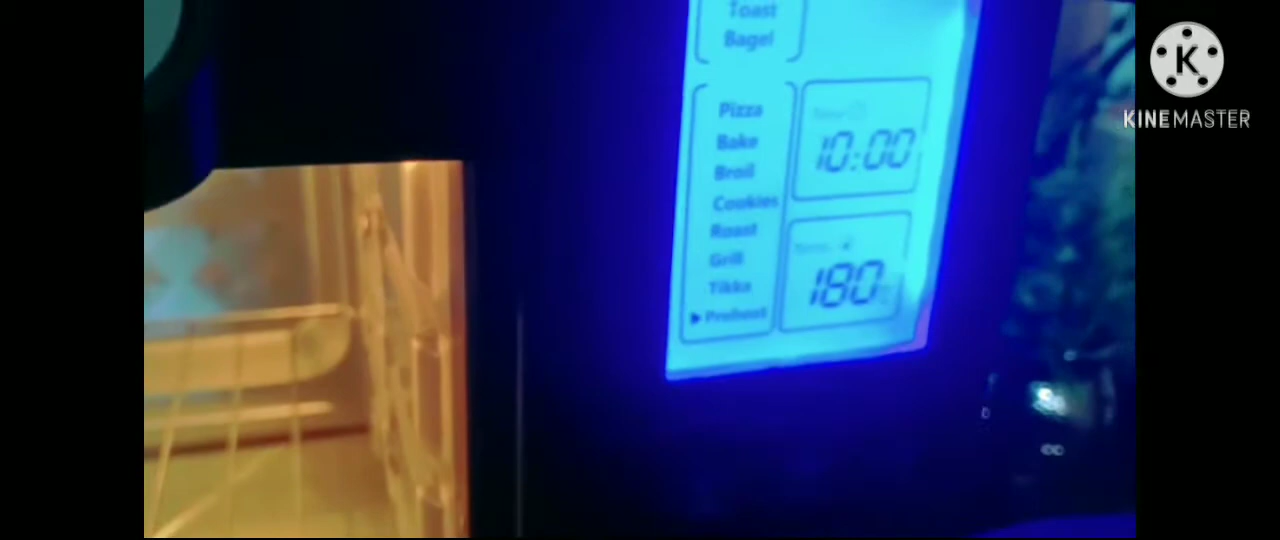 Toast
Bagel
Pizza
Bake
Broil
Cookies
Roast
Grill
Tikka
Preheat
10:00
180
K
KINEMASTER